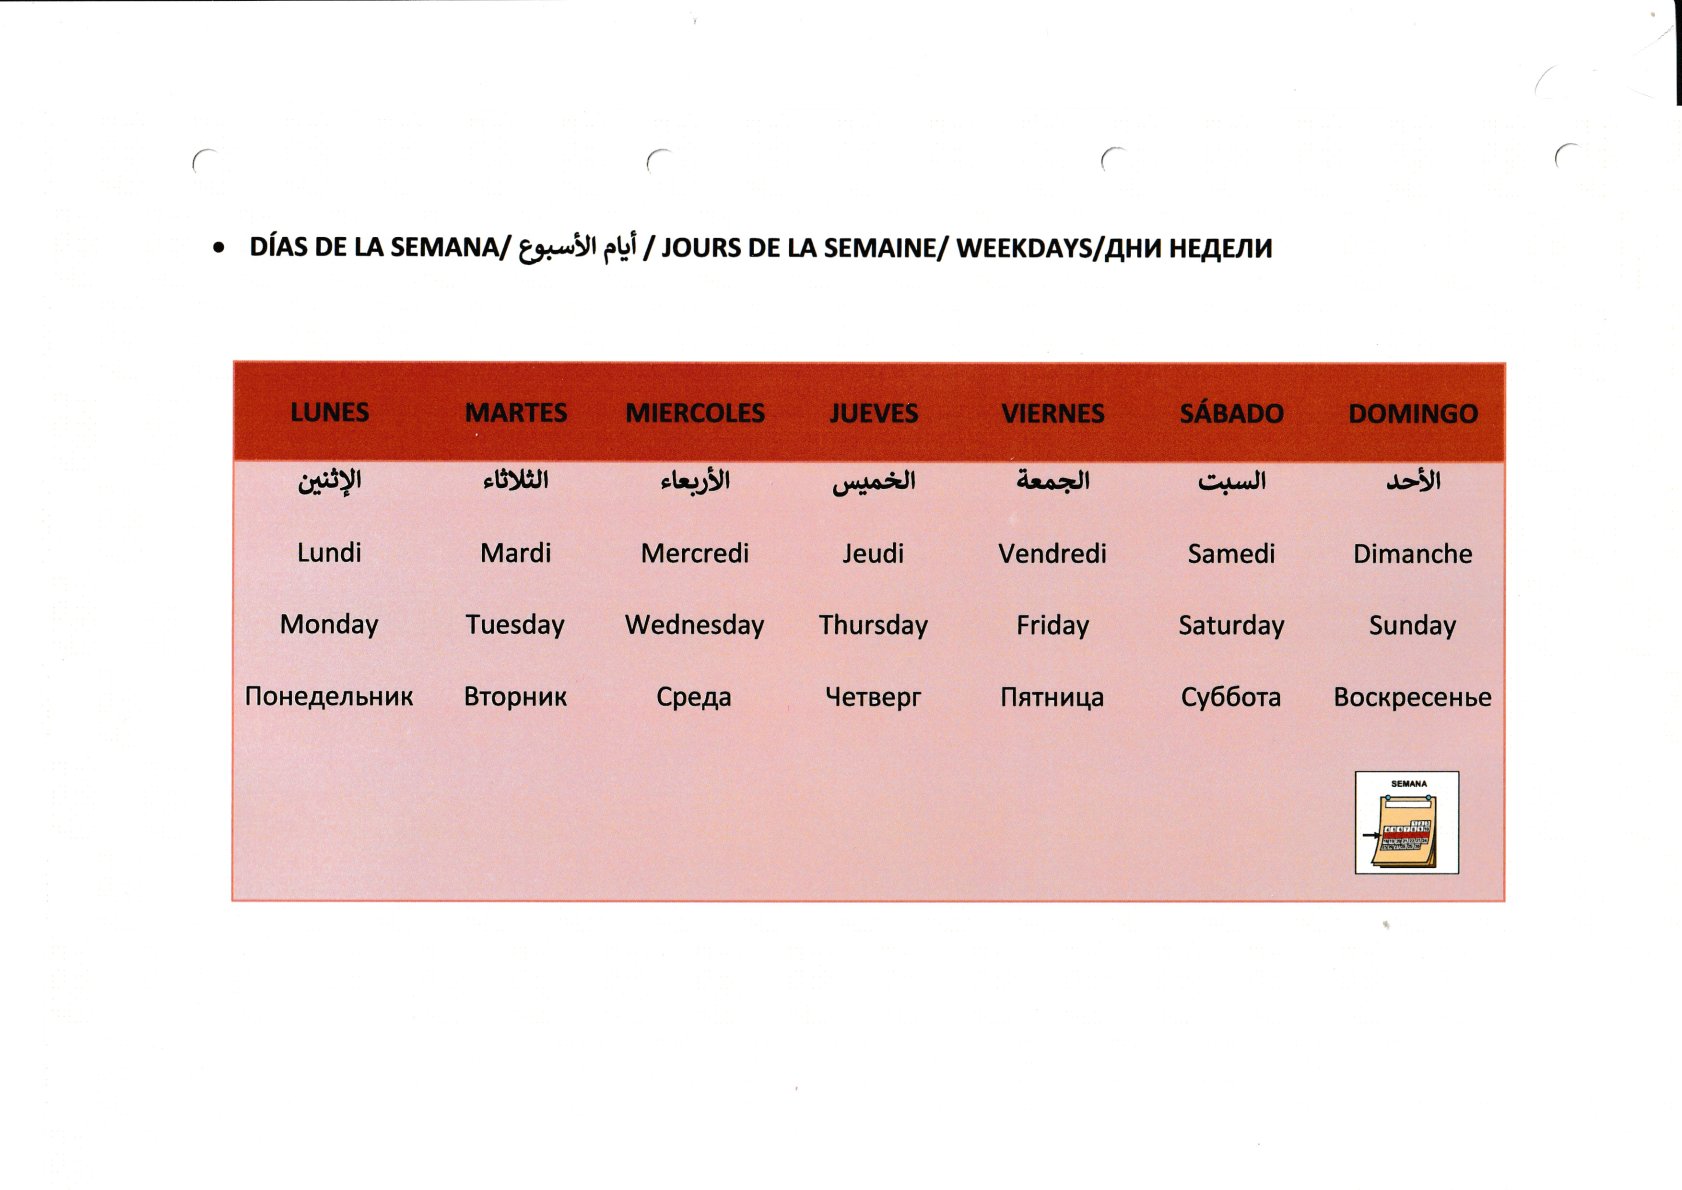 • DÍAS DE LA SEMANA/ أيام الأسبوع / JOURS DE LA SEMAINE/ WEEKDAYS/ДНИ НЕДЕЛИ
LUNES MARTES MIERCOLES JUEVES VIERNES SÁBADO DOMINGO
الإثنين الثلاثاء الأربعاء الخميس الجمعة السبت الأحد
Lundi Mardi Mercredi Jeudi Vendredi Samedi Dimanche
Monday Tuesday Wednesday Thursday Friday Saturday Sunday
Понедельник Вторник Среда Четверг Пятница Суббота Воскресенье
SEMANA